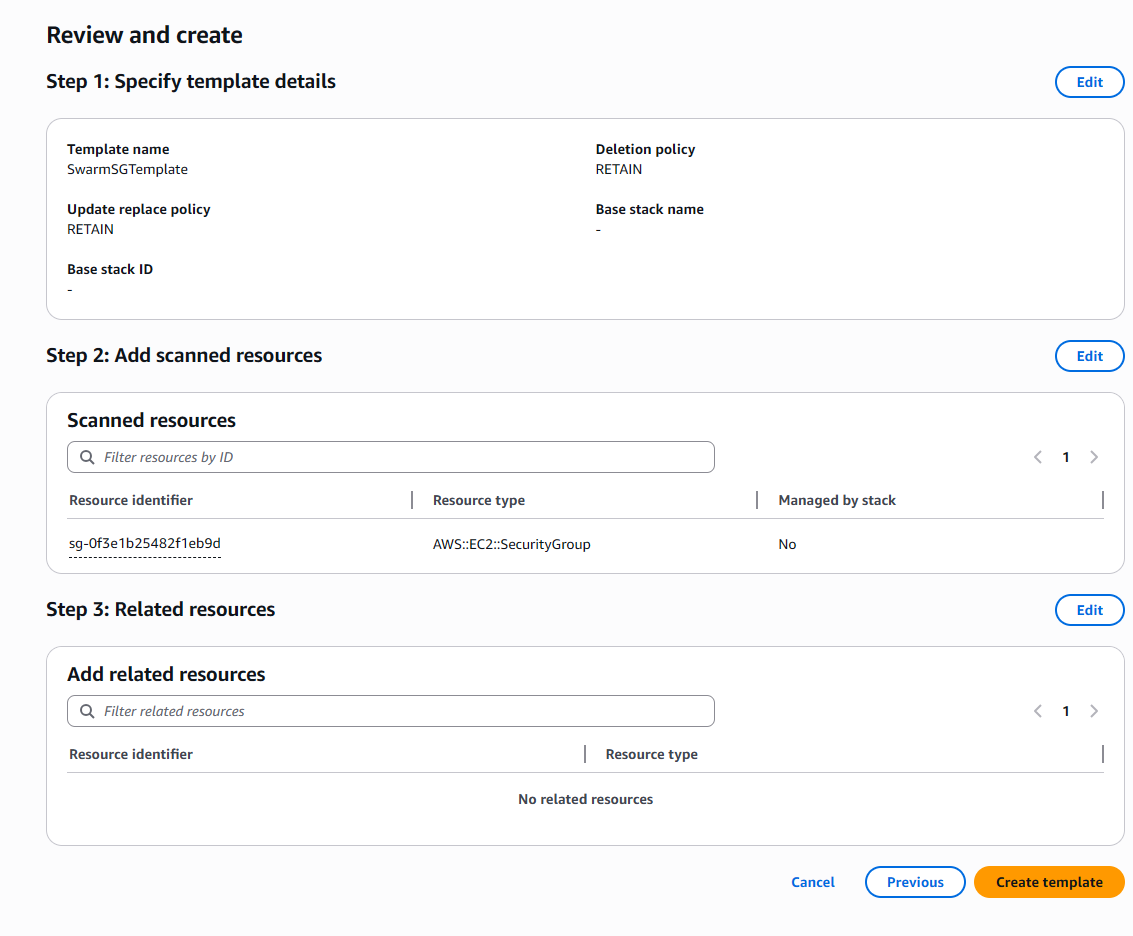 Review and create
Step 1: Specify template details
Edit
Template name
SwarmSGTemplate
Deletion policy
RETAIN
Update replace policy
RETAIN
Base stack name
-
Base stack ID
-
Step 2: Add scanned resources
Edit
Scanned resources
Filter resources by ID
1
Resource identifier
Resource type
Managed by stack
sg-0f3e1b25482f1eb9d
AWS::EC2::SecurityGroup
No
Step 3: Related resources
Edit
Add related resources
Filter related resources
1
Resource identifier
Resource type
No related resources
Cancel
Previous
Create template